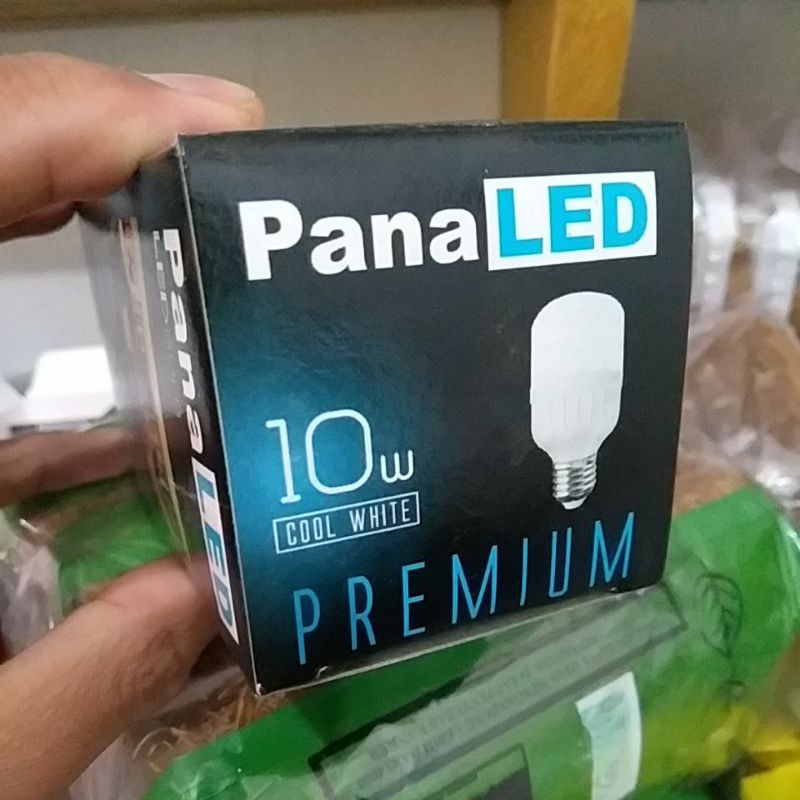 PanaLED
10w
COOL WHITE
PREMIUM
PanaLED